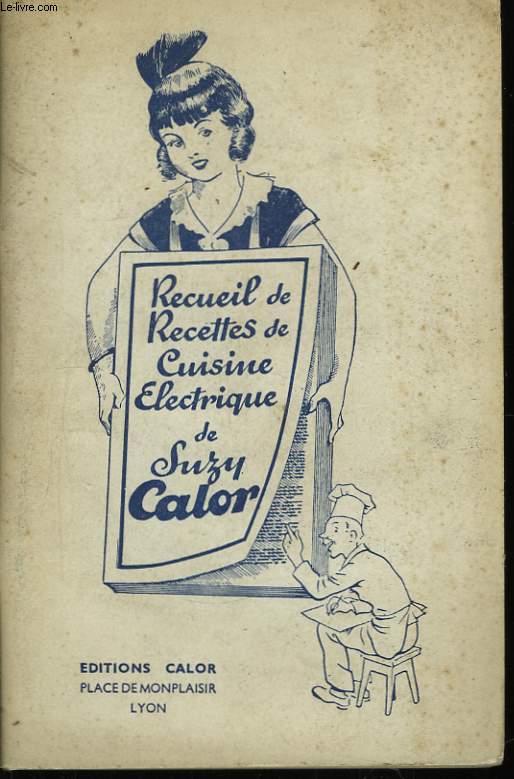 Le-livre.com
Recueil de
Recettes de
Cuisine
Electrique
de
Suzy
Calor
EDITIONS CALOR
PLACE DE MONPLAISIR
LYON